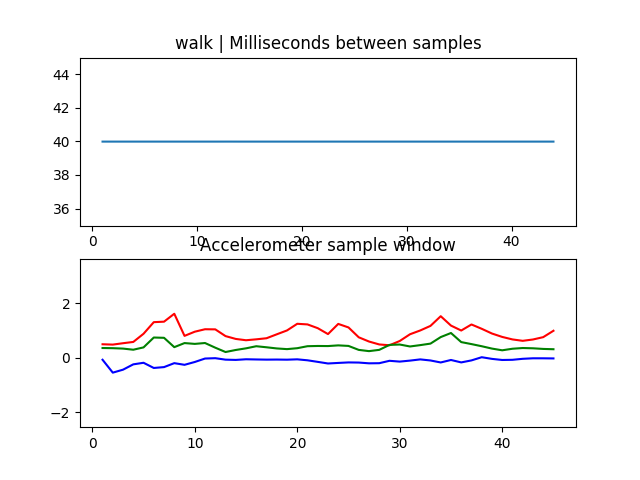 walk | Milliseconds between samples
44
42
40
38
36
0 10 20 30 40
Accelerometer sample window
2
0
−2
0 10 20 30 40